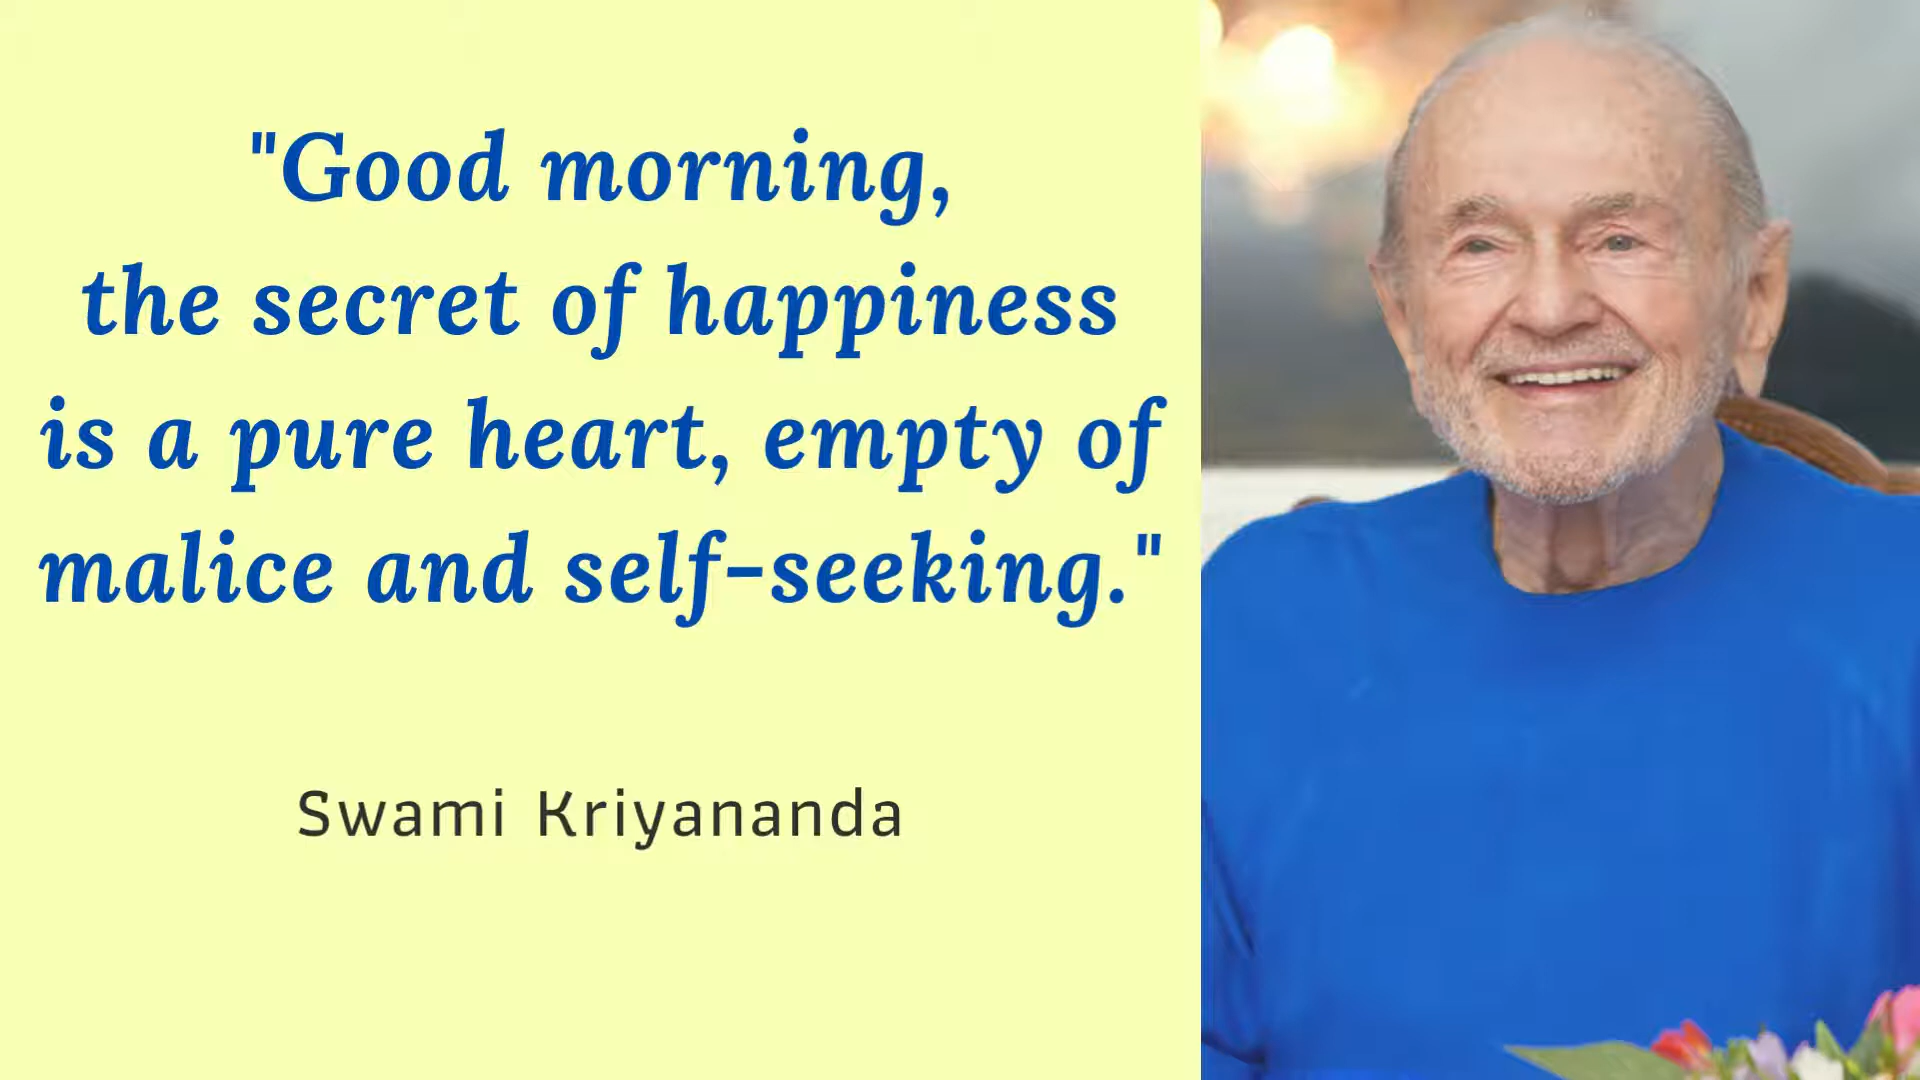 "Good morning,
the secret of happiness
is a pure heart, empty of
malice and self-seeking."
Swami Kriyananda